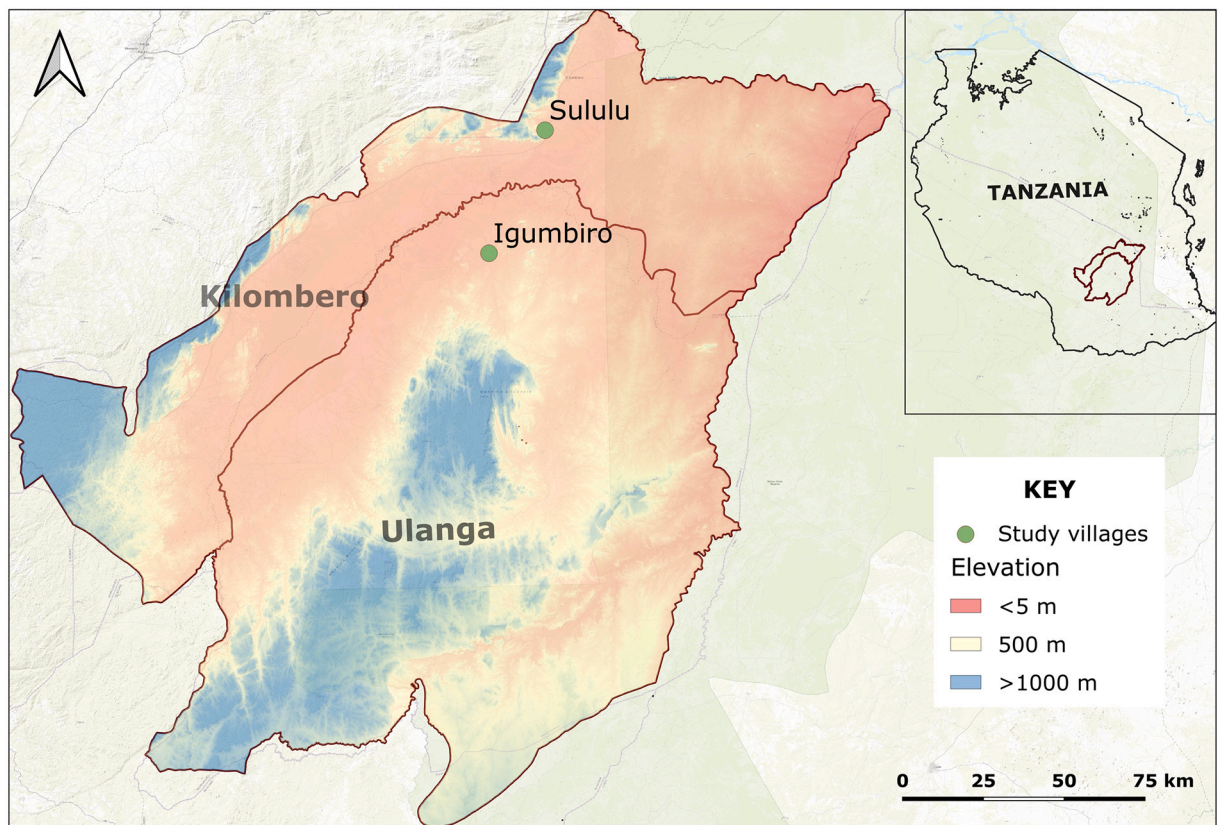 Sululu
Igumbiro
Kilombero
Ulanga
TANZANIA
KEY
Study villages
Elevation
<5 m
500 m
>1000 m
0 25 50 75 km